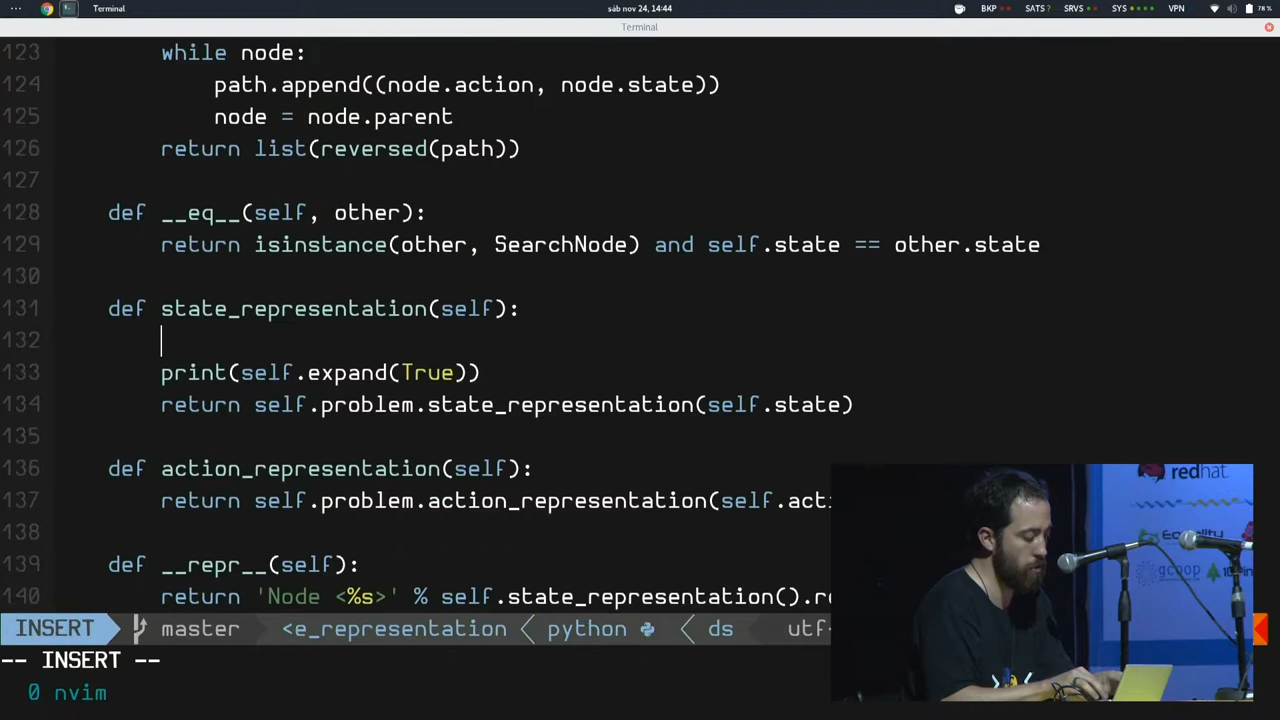 Terminal
sáb nov 24, 14:44
BKP
SATS ?
SRVS
SYS
VPN
78 %
Terminal
123 while node:
124 path.append((node.action, node.state))
125 node = node.parent
126 return list(reversed(path))
127
128 def __eq__(self, other):
129 return isinstance(other, SearchNode) and self.state == other.state
130
131 def state_representation(self):
132
133 print(self.expand(True))
134 return self.problem.state_representation(self.state)
135
136 def action_representation(self):
137 return self.problem.action_representation(self.acti
138
139 def __repr__(self):
140 return 'Node <%s>' % self.state_representation().re
INSERT master <e_representation python ds utf-
-- INSERT --
0 nvim
redhat.
gcoop